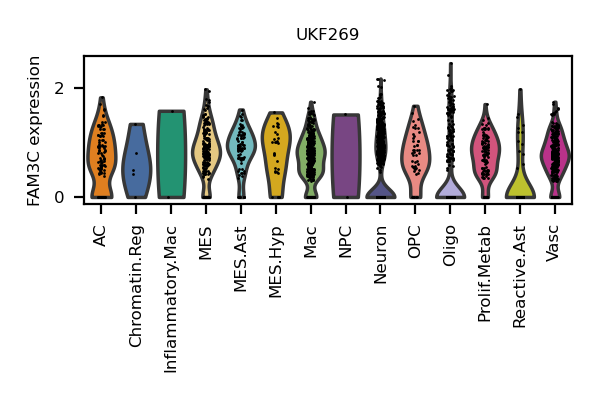 UKF269
FAM3C expression
2
0
AC
Chromatin.Reg
Inflammatory.Mac
MES
MES.Ast
MES.Hyp
Mac
NPC
Neuron
OPC
Oligo
Prolif.Metab
Reactive.Ast
Vasc